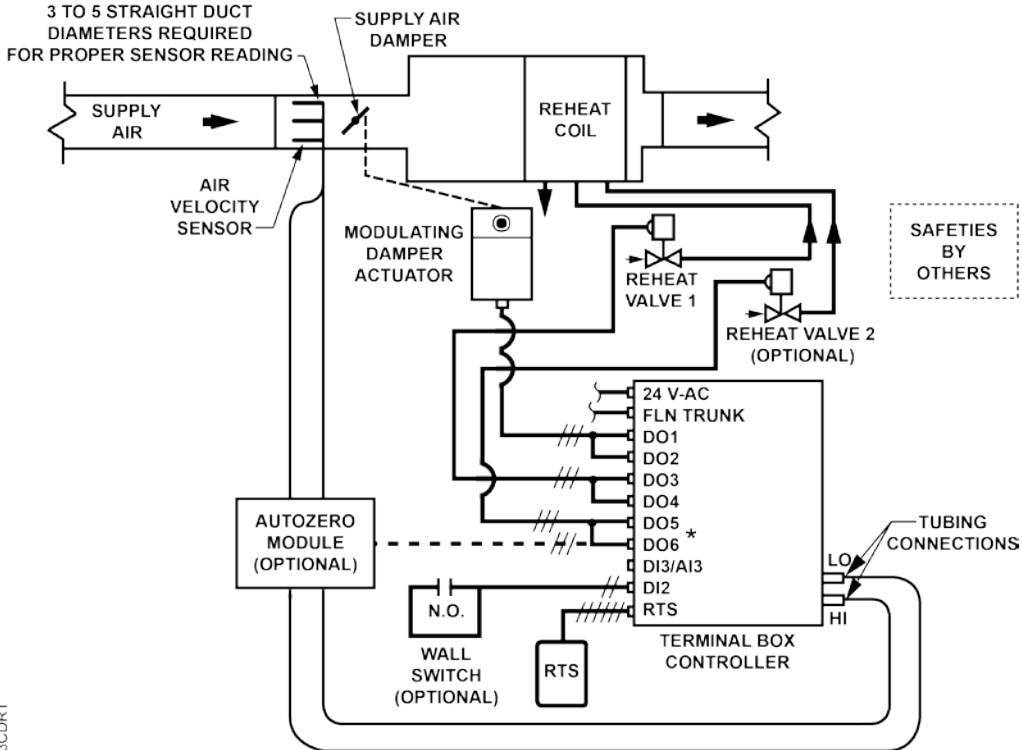 3 TO 5 STRAIGHT DUCT
DIAMETERS REQUIRED
FOR PROPER SENSOR READING
SUPPLY AIR
DAMPER
SUPPLY
AIR
REHEAT
COIL
AIR
VELOCITY
SENSOR
MODULATING
DAMPER
ACTUATOR
REHEAT
VALVE 1
REHEAT VALVE 2
(OPTIONAL)
SAFETIES
BY
OTHERS
24 V-AC
FLN TRUNK
DO1
DO2
DO3
DO4
DO5
DO6 *
DI3/AI3
DI2
RTS
AUTOZERO
MODULE
(OPTIONAL)
N.O.
WALL
SWITCH
(OPTIONAL)
RTS
TERMINAL BOX
CONTROLLER
LO
HI
TUBING
CONNECTIONS